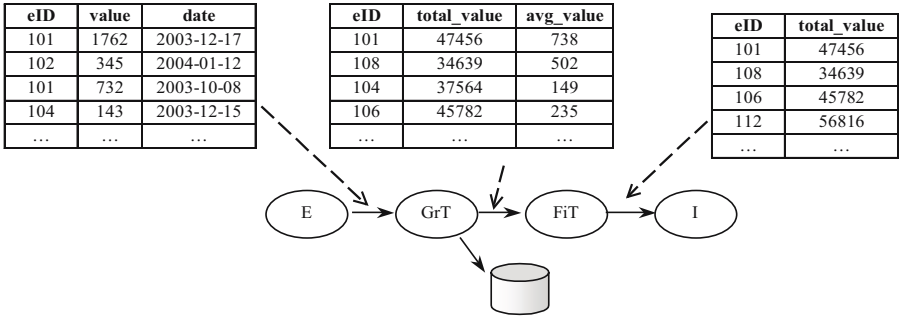 eID value date
101 1762 2003-12-17
102 345 2004-01-12
101 732 2003-10-08
104 143 2003-12-15
… … …
eID total_value avg_value
101 47456 738
108 34639 502
104 37564 149
106 45782 235
… … …
eID total_value
101 47456
108 34639
106 45782
112 56816
… …
E GrT FiT I